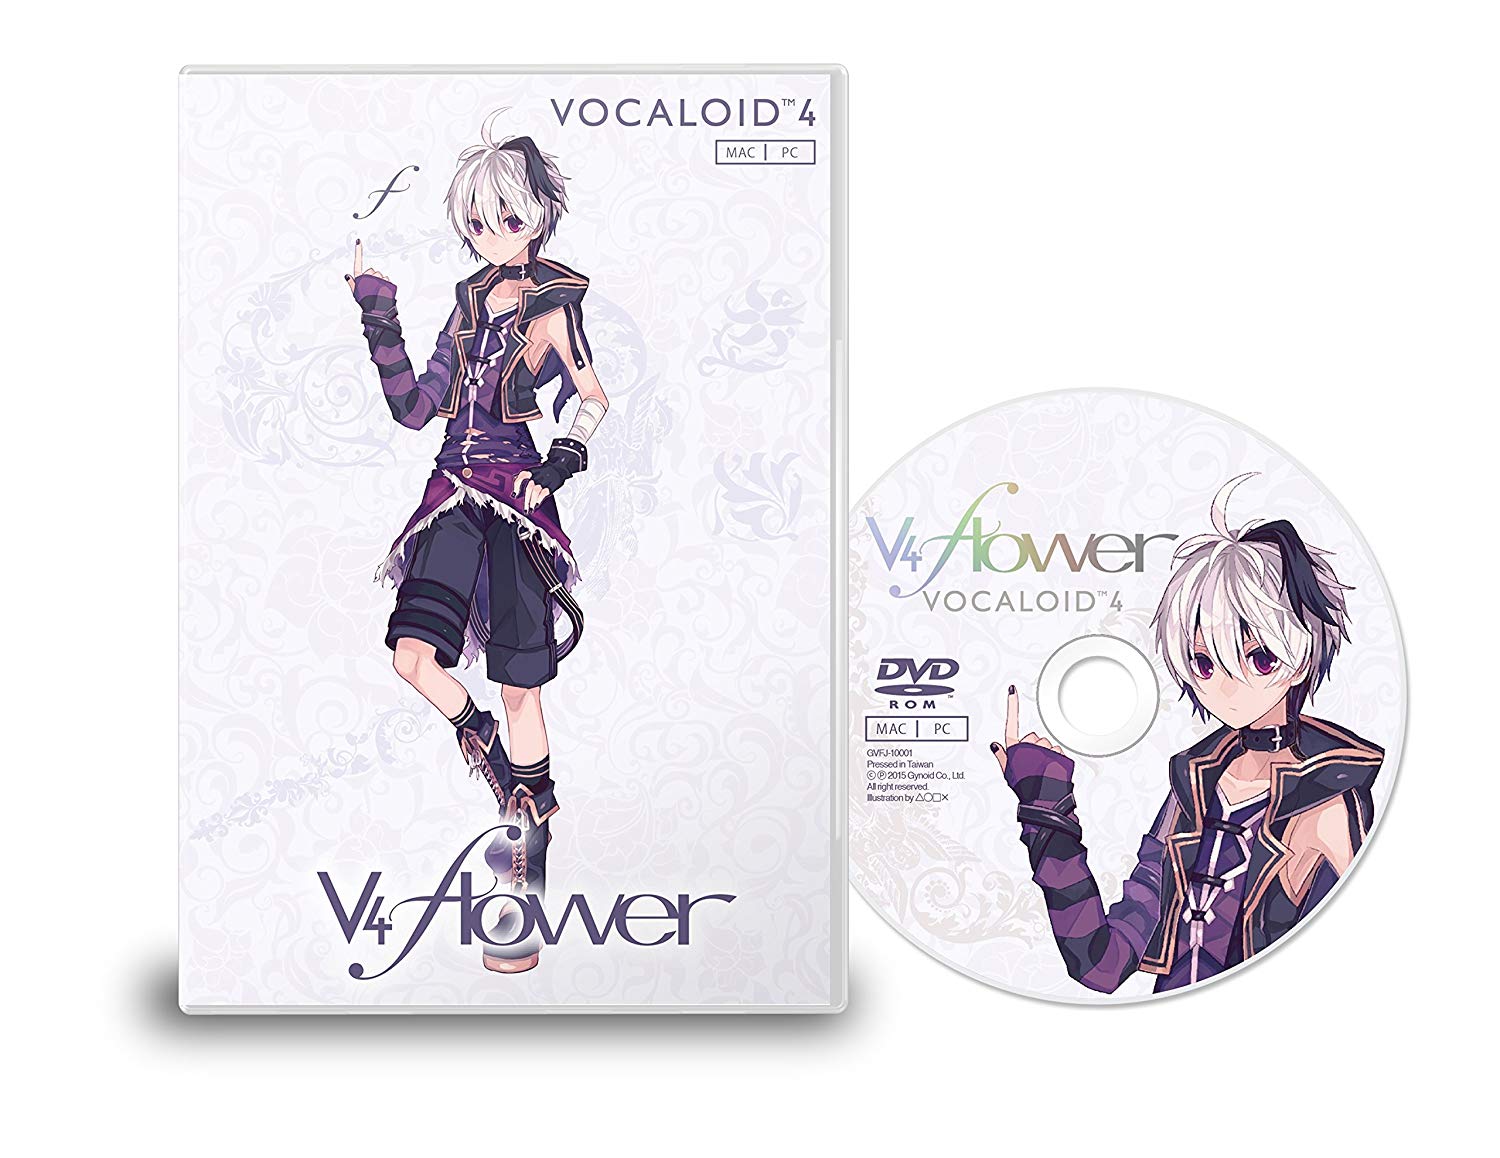 VOCALOID™4
MAC | PC
f
V4 flower
V4 flower
VOCALOID™4
DVD
ROM™
MAC | PC
GVFJ-10001
Pressed in Taiwan
Ⓒ Ⓟ 2015 Gynoid Co., Ltd.
All right reserved.
Illustration by △○□×